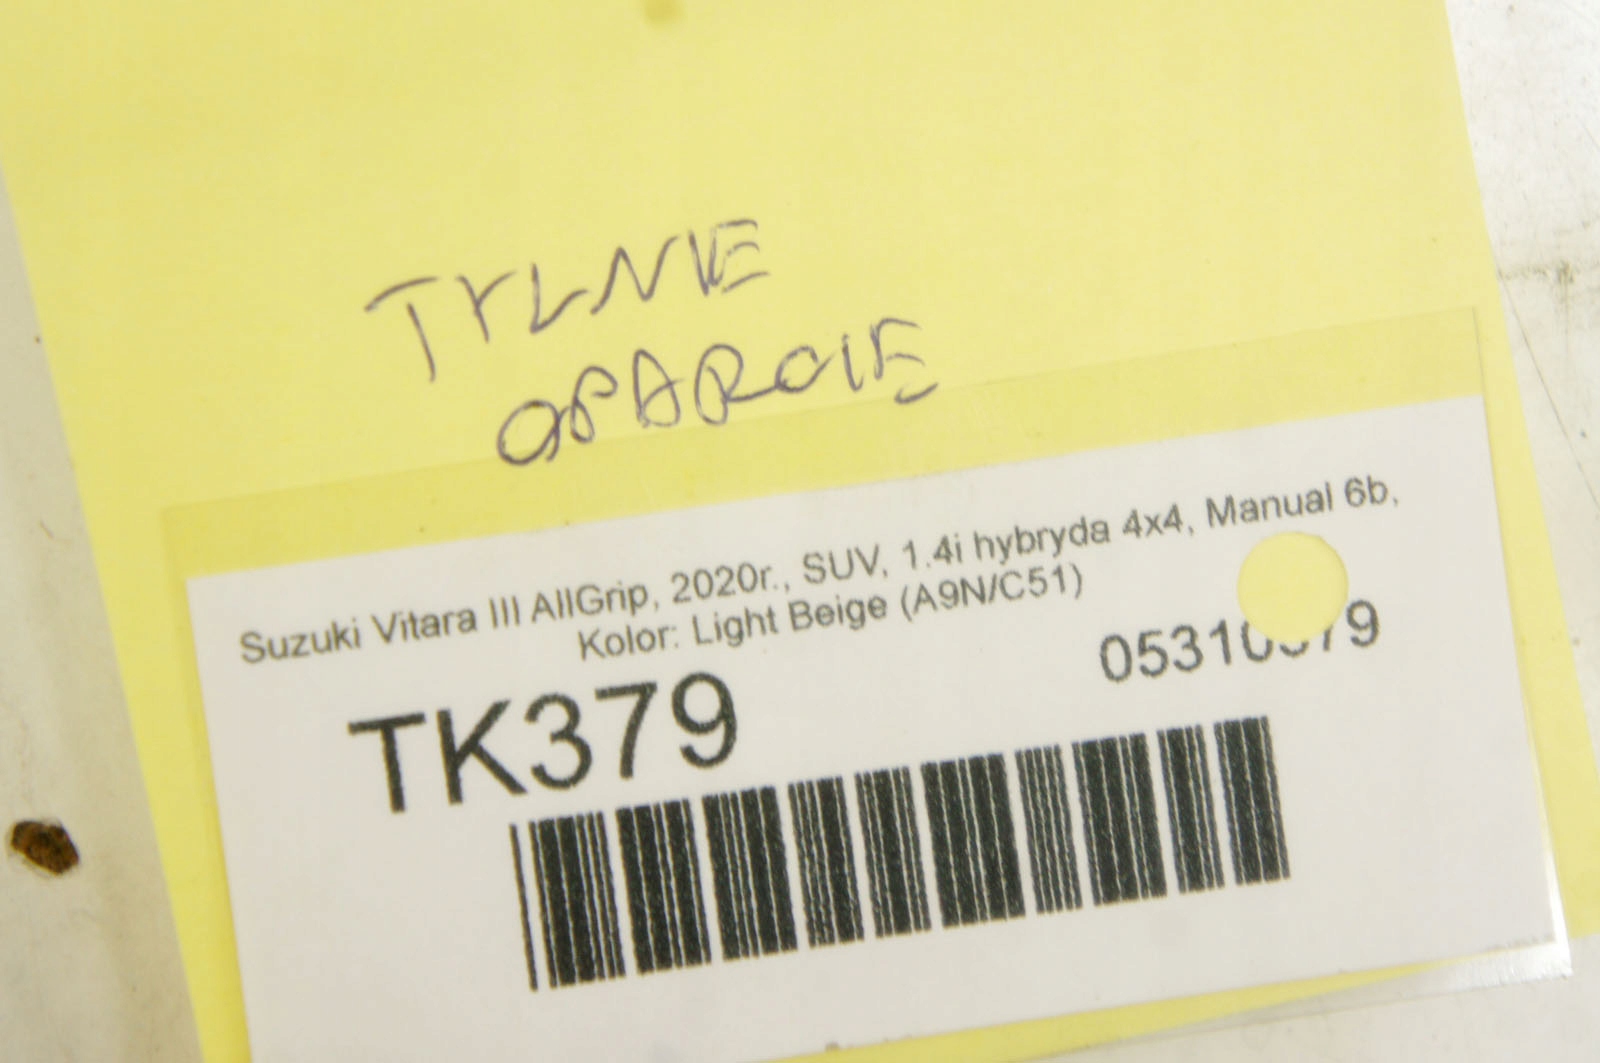 TYLNE
OPARCIE
Suzuki Vitara III AllGrip, 2020r., SUV, 1.4i hybryda 4x4, Manual 6b,
Kolor: Light Beige (A9N/C51)
TK379